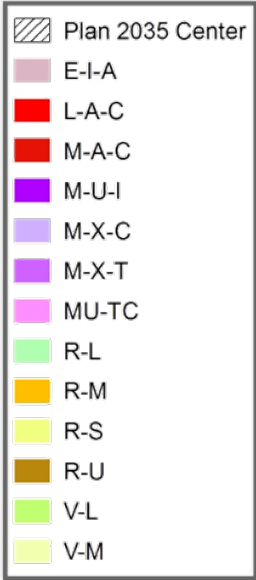 Plan 2035 Center
E-I-A
L-A-C
M-A-C
M-U-I
M-X-C
M-X-T
MU-TC
R-L
R-M
R-S
R-U
V-L
V-M